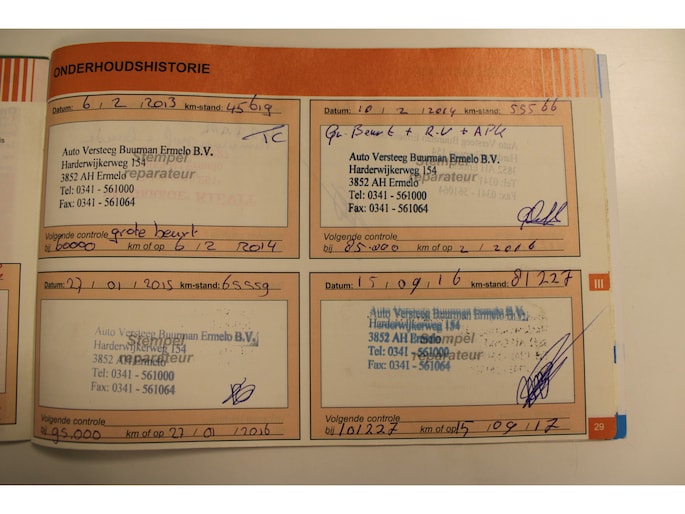 ONDERHOUDSHISTORIE
Datum: 6 / 2 / 2013 km-stand: 45619
TC
Auto Versteeg Buurman Ermelo B.V.
Harderwijkerweg 154
3852 AH Ermelo
Tel: 0341 - 561000
Fax: 0341 - 561064
Stempel
reparateur
Volgende controle grote beurt
bij 60000 km of op 6 / 2 / 2014
Datum: 10 / 2 / 2014 km-stand: 55566
Gr. Beurt + R.V + APK
Auto Versteeg Buurman Ermelo B.V.
Harderwijkerweg 154
3852 AH Ermelo
Tel: 0341 - 561000
Fax: 0341 - 561064
Stempel
reparateur
Volgende controle
bij 85.000 km of op 2 / 2016
Datum: 27 / 01 / 2015 km-stand: 65559
Auto Versteeg Buurman Ermelo B.V.
Harderwijkerweg 154
3852 AH Ermelo
Tel: 0341 - 561000
Fax: 0341 - 561064
Stempel
reparateur
Volgende controle
bij 95.000 km of op 27 / 01 / 2016
Datum: 15 / 09 / 16 km-stand: 81227
Auto Versteeg Buurman Ermelo B.V.
Harderwijkerweg 154
3852 AH Ermelo
Tel: 0341 - 561000
Fax: 0341 - 561064
Stempel
reparateur
Volgende controle
bij 101227 km of op 15 / 09 / 17
III
29